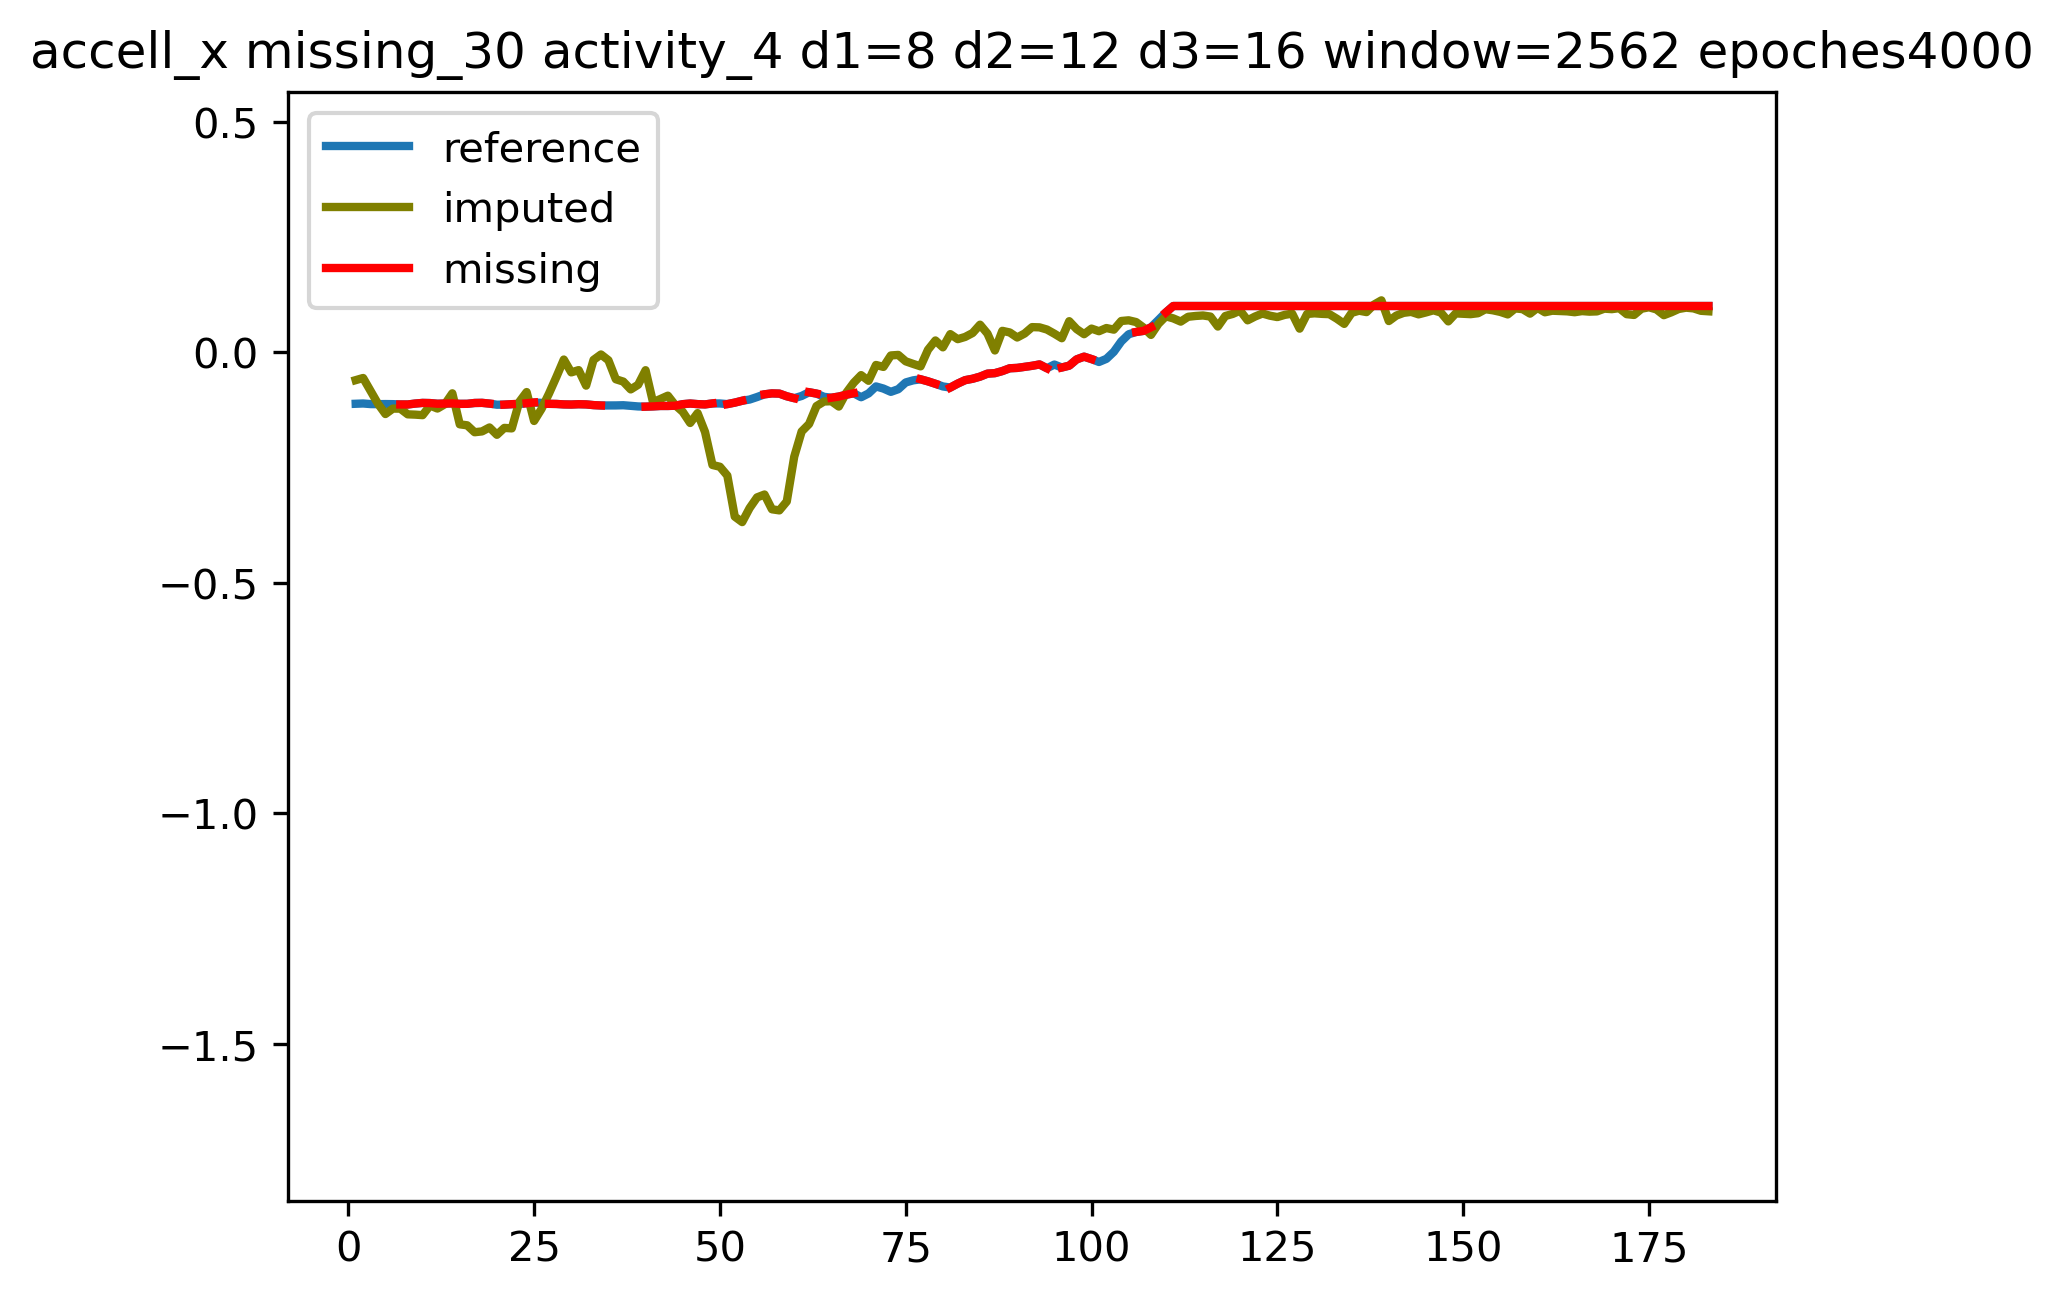 accell_x missing_30 activity_4 d1=8 d2=12 d3=16 window=2562 epoches4000
reference
imputed
missing
0.5
0.0
−0.5
−1.0
−1.5
0 25 50 75 100 125 150 175